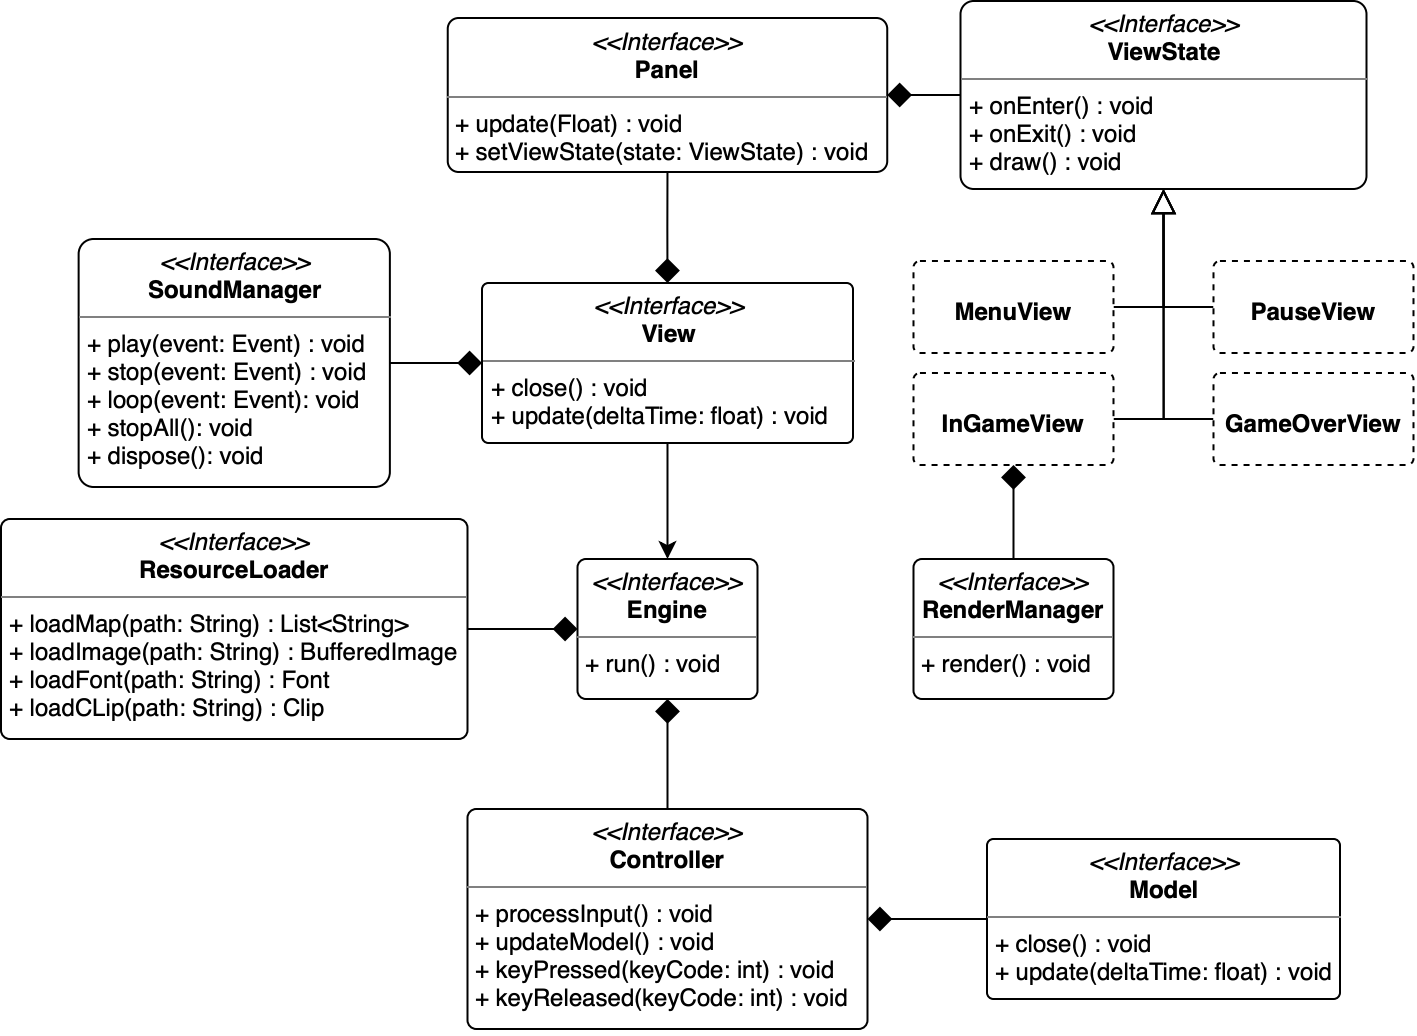 <<Interface>>
Panel
+ update(Float) : void
+ setViewState(state: ViewState) : void
<<Interface>>
ViewState
+ onEnter() : void
+ onExit() : void
+ draw() : void
<<Interface>>
SoundManager
+ play(event: Event) : void
+ stop(event: Event) : void
+ loop(event: Event): void
+ stopAll(): void
+ dispose(): void
<<Interface>>
View
+ close() : void
+ update(deltaTime: float) : void
MenuView
PauseView
InGameView
GameOverView
<<Interface>>
ResourceLoader
+ loadMap(path: String) : List<String>
+ loadImage(path: String) : BufferedImage
+ loadFont(path: String) : Font
+ loadCLip(path: String) : Clip
<<Interface>>
Engine
+ run() : void
<<Interface>>
RenderManager
+ render() : void
<<Interface>>
Controller
+ processInput() : void
+ updateModel() : void
+ keyPressed(keyCode: int) : void
+ keyReleased(keyCode: int) : void
<<Interface>>
Model
+ close() : void
+ update(deltaTime: float) : void